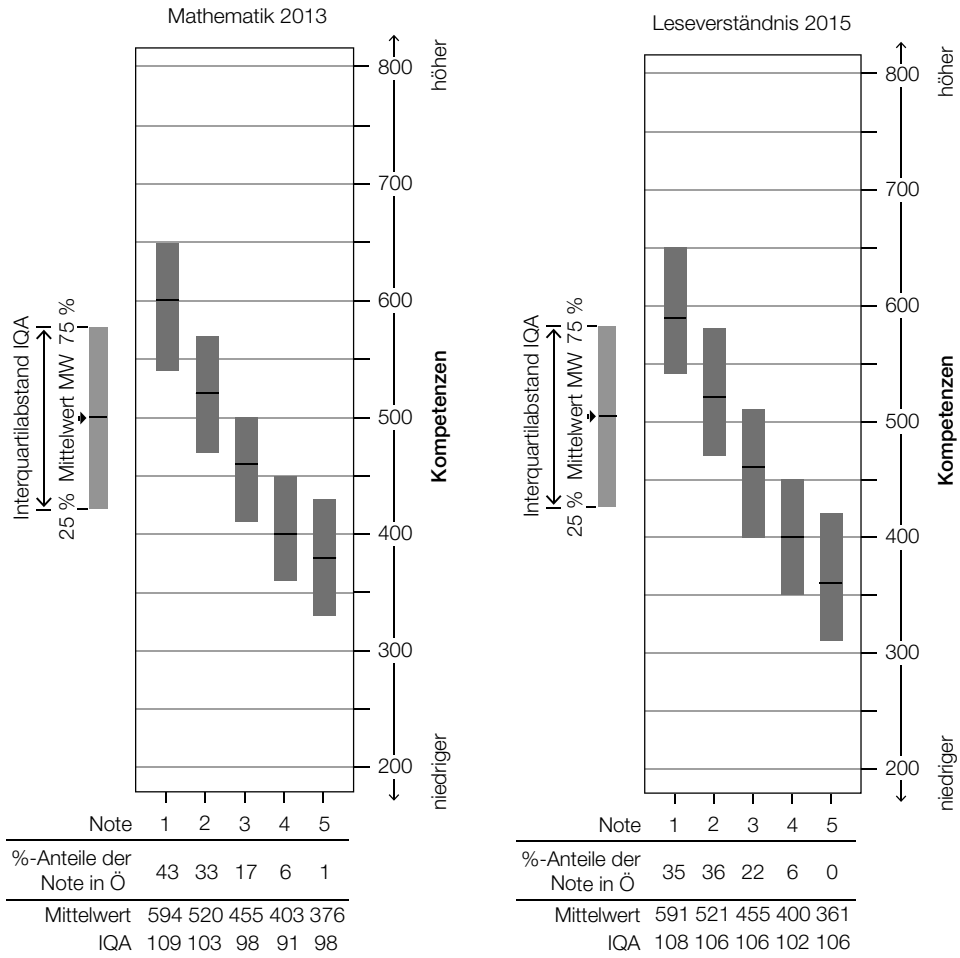 Mathematik 2013
800
700
600
500
400
300
200
höher
Kompetenzen
niedriger
Interquartilabstand IQA
25 % Mittelwert MW 75 %
Note 1 2 3 4 5
%-Anteile der
Note in Ö 43 33 17 6 1
Mittelwert 594 520 455 403 376
IQA 109 103 98 91 98
Leseverständnis 2015
800
700
600
500
400
300
200
höher
Kompetenzen
niedriger
Interquartilabstand IQA
25 % Mittelwert MW 75 %
Note 1 2 3 4 5
%-Anteile der
Note in Ö 35 36 22 6 0
Mittelwert 591 521 455 400 361
IQA 108 106 106 102 106